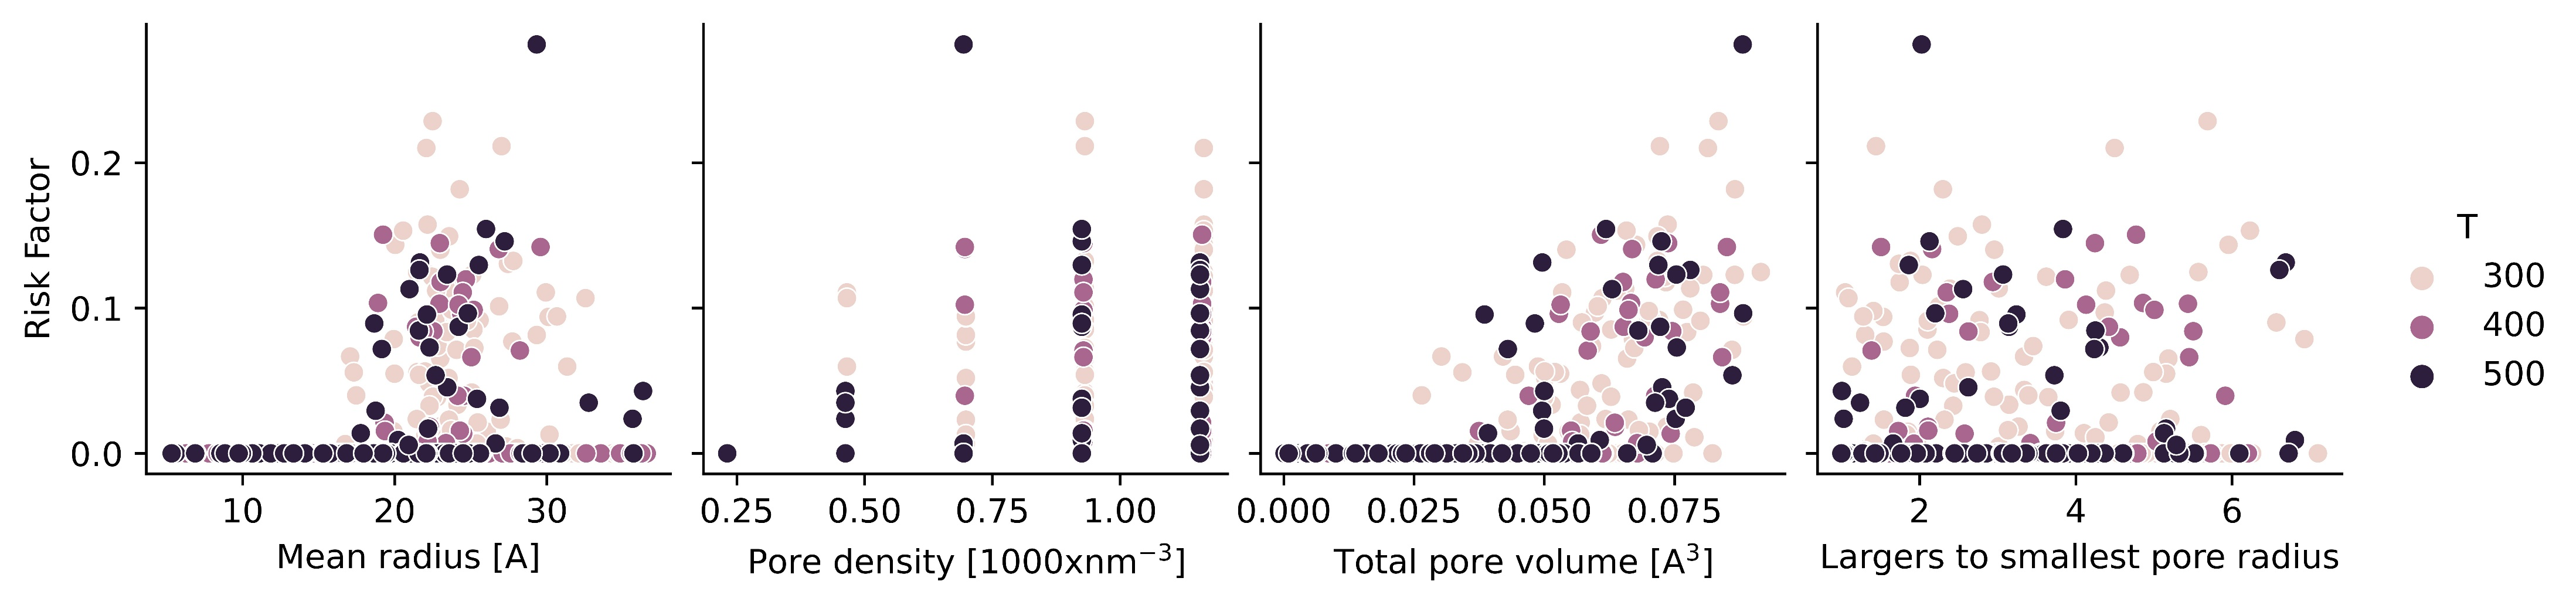 Risk Factor
0.2
0.1
0.0
10 20 30
Mean radius [A]
0.25 0.50 0.75 1.00
Pore density [1000xnm⁻³]
0.000 0.025 0.050 0.075
Total pore volume [A³]
2 4 6
Largers to smallest pore radius
T
300
400
500